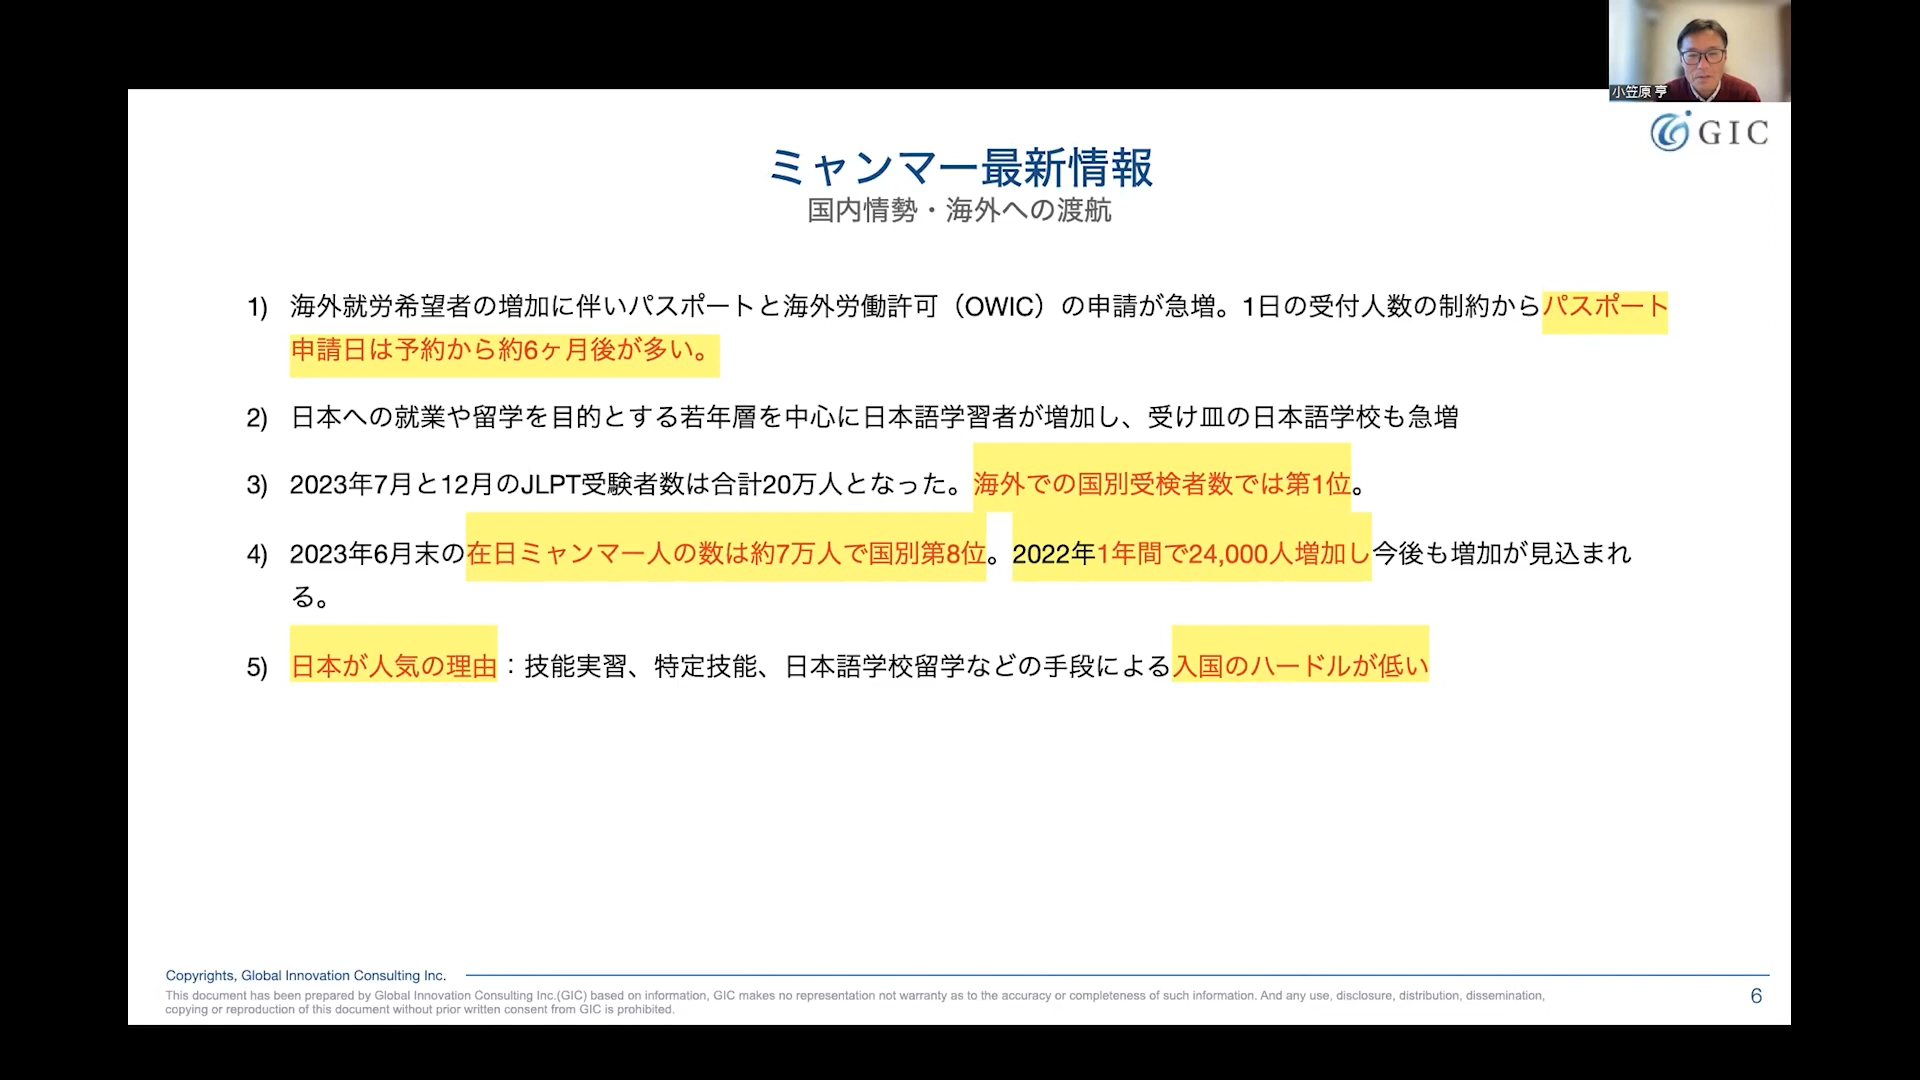 小笠原 亨
GIC
ミャンマー最新情報
国内情勢・海外への渡航
1) 海外就労希望者の増加に伴いパスポートと海外労働許可（OWIC）の申請が急増。1日の受付人数の制約からパスポート
申請日は予約から約6ヶ月後が多い。
2) 日本への就業や留学を目的とする若年層を中心に日本語学習者が増加し、受け皿の日本語学校も急増
3) 2023年7月と12月のJLPT受験者数は合計20万人となった。海外での国別受検者数では第1位。
4) 2023年6月末の在日ミャンマー人の数は約7万人で国別第8位。2022年1年間で24,000人増加し今後も増加が見込まれ
る。
5) 日本が人気の理由：技能実習、特定技能、日本語学校留学などの手段による入国のハードルが低い
Copyrights, Global Innovation Consulting Inc.
This document has been prepared by Global Innovation Consulting Inc.(GIC) based on information, GIC makes no representation not warranty as to the accuracy or completeness of such information. And any use, disclosure, distribution, dissemination,
copying or reproduction of this document without prior written consent from GIC is prohibited.
6